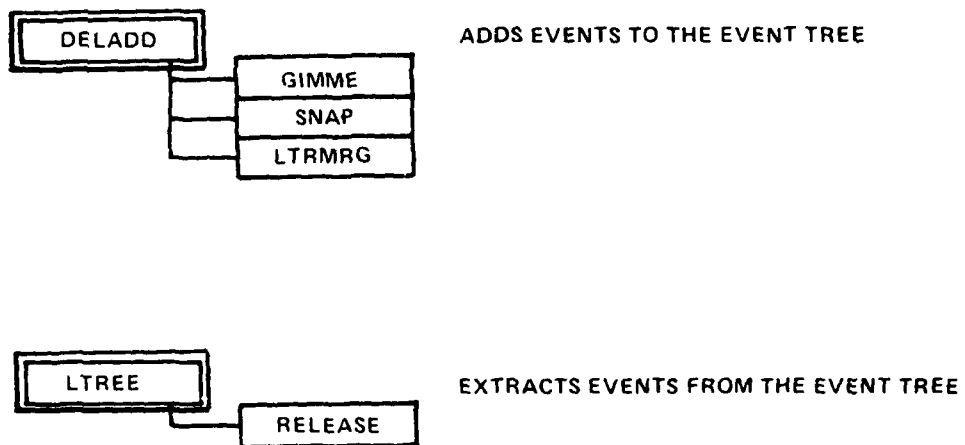 DELADD
ADDS EVENTS TO THE EVENT TREE
GIMME
SNAP
LTRMRG
LTREE
EXTRACTS EVENTS FROM THE EVENT TREE
RELEASE